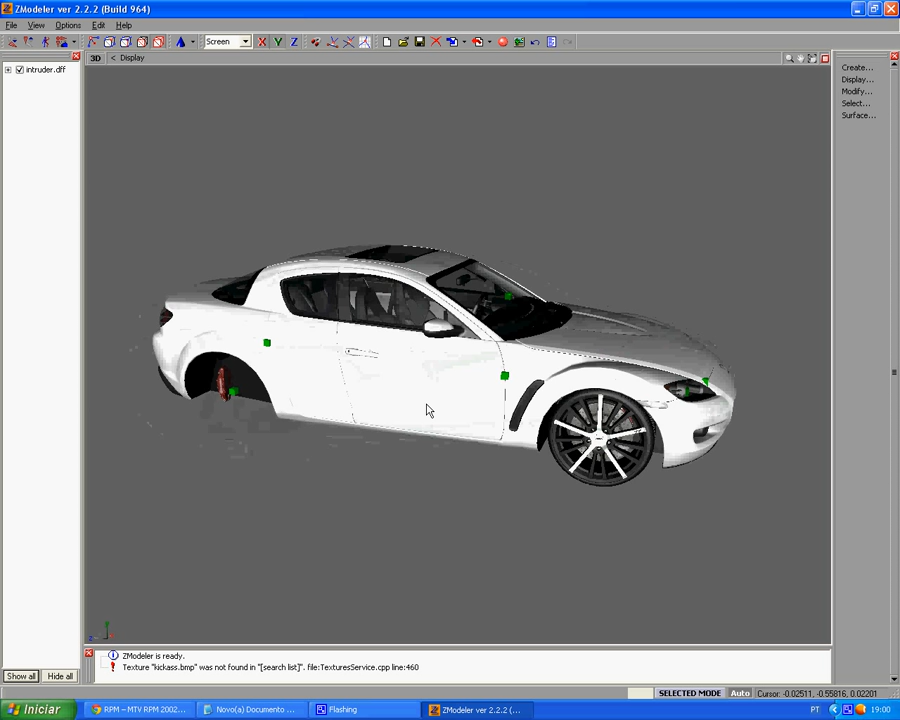 ZModeler ver 2.2.2 (Build 964)
File View Options Edit Help
Screen X Y Z
intruder.dff
3D < Display
Create...
Display...
Modify...
Select...
Surface...
ZModeler is ready.
Texture "kickass.bmp" was not found in "[search list]". file:TexturesService.cpp line:460
Show all Hide all
SELECTED MODE Auto Cursor: -0.02511, -0.55816, 0.02201
Iniciar RPM – MTV RPM 2002... Novo(a) Documento ... Flashing ZModeler ver 2.2.2 (... PT 19:00